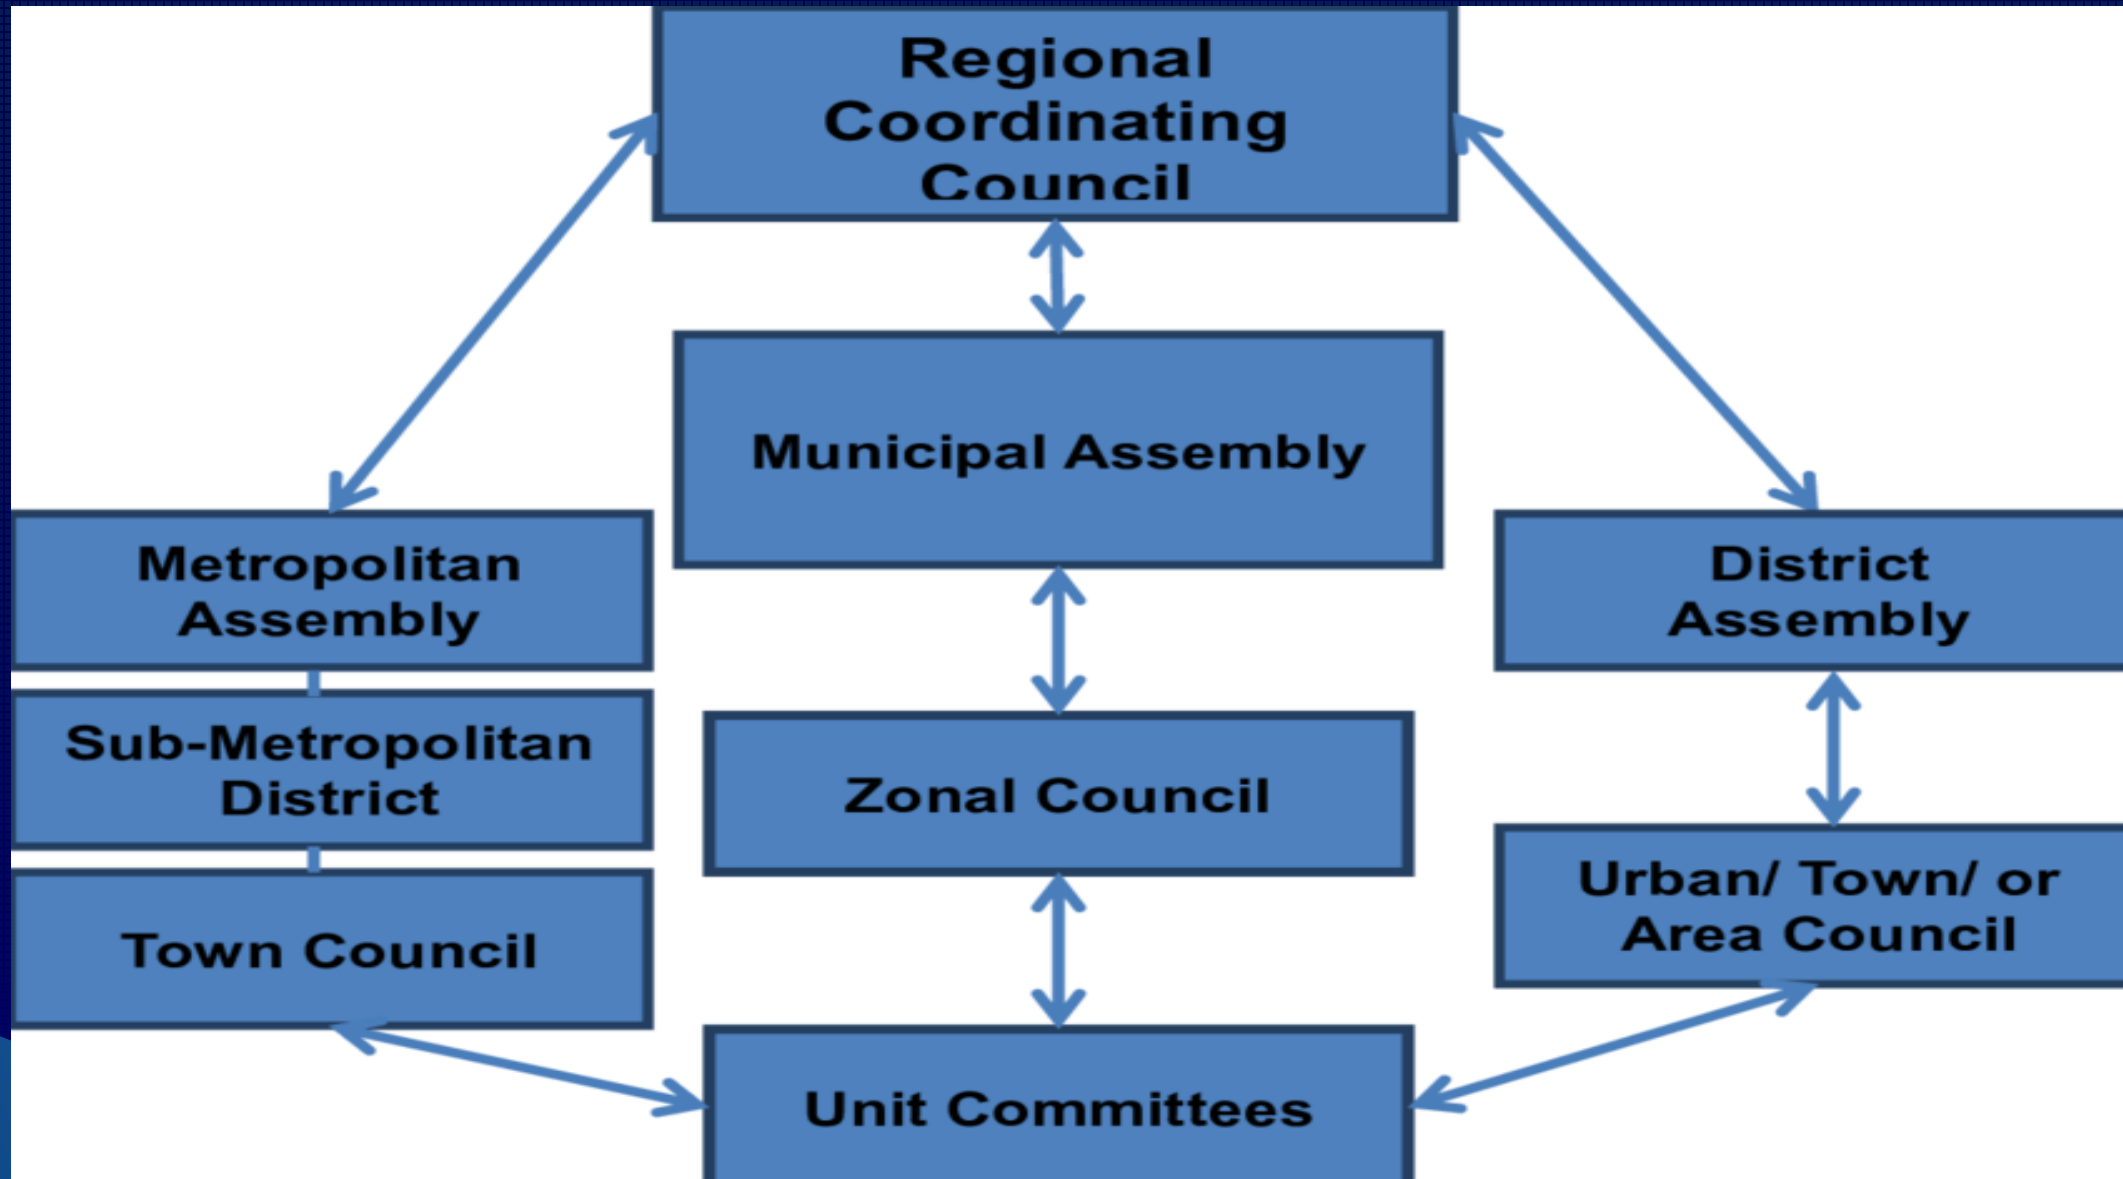 Regional
Coordinating
Council
Municipal Assembly
Metropolitan
Assembly
District
Assembly
Sub-Metropolitan
District
Zonal Council
Urban/ Town/ or
Area Council
Town Council
Unit Committees